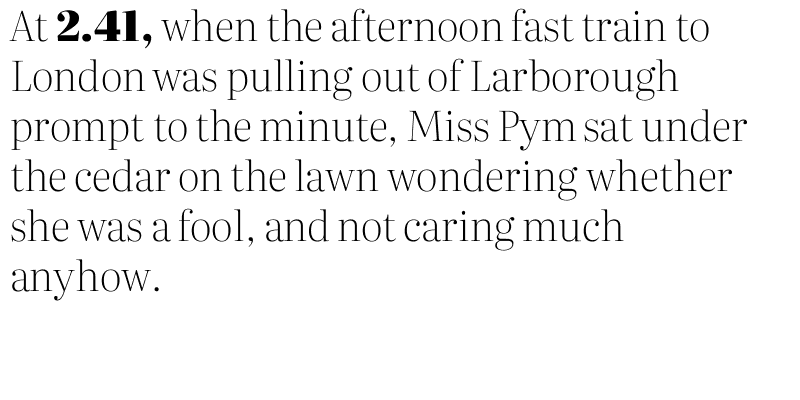 At 2.41, when the afternoon fast train to
London was pulling out of Larborough
prompt to the minute, Miss Pym sat under
the cedar on the lawn wondering whether
she was a fool, and not caring much
anyhow.